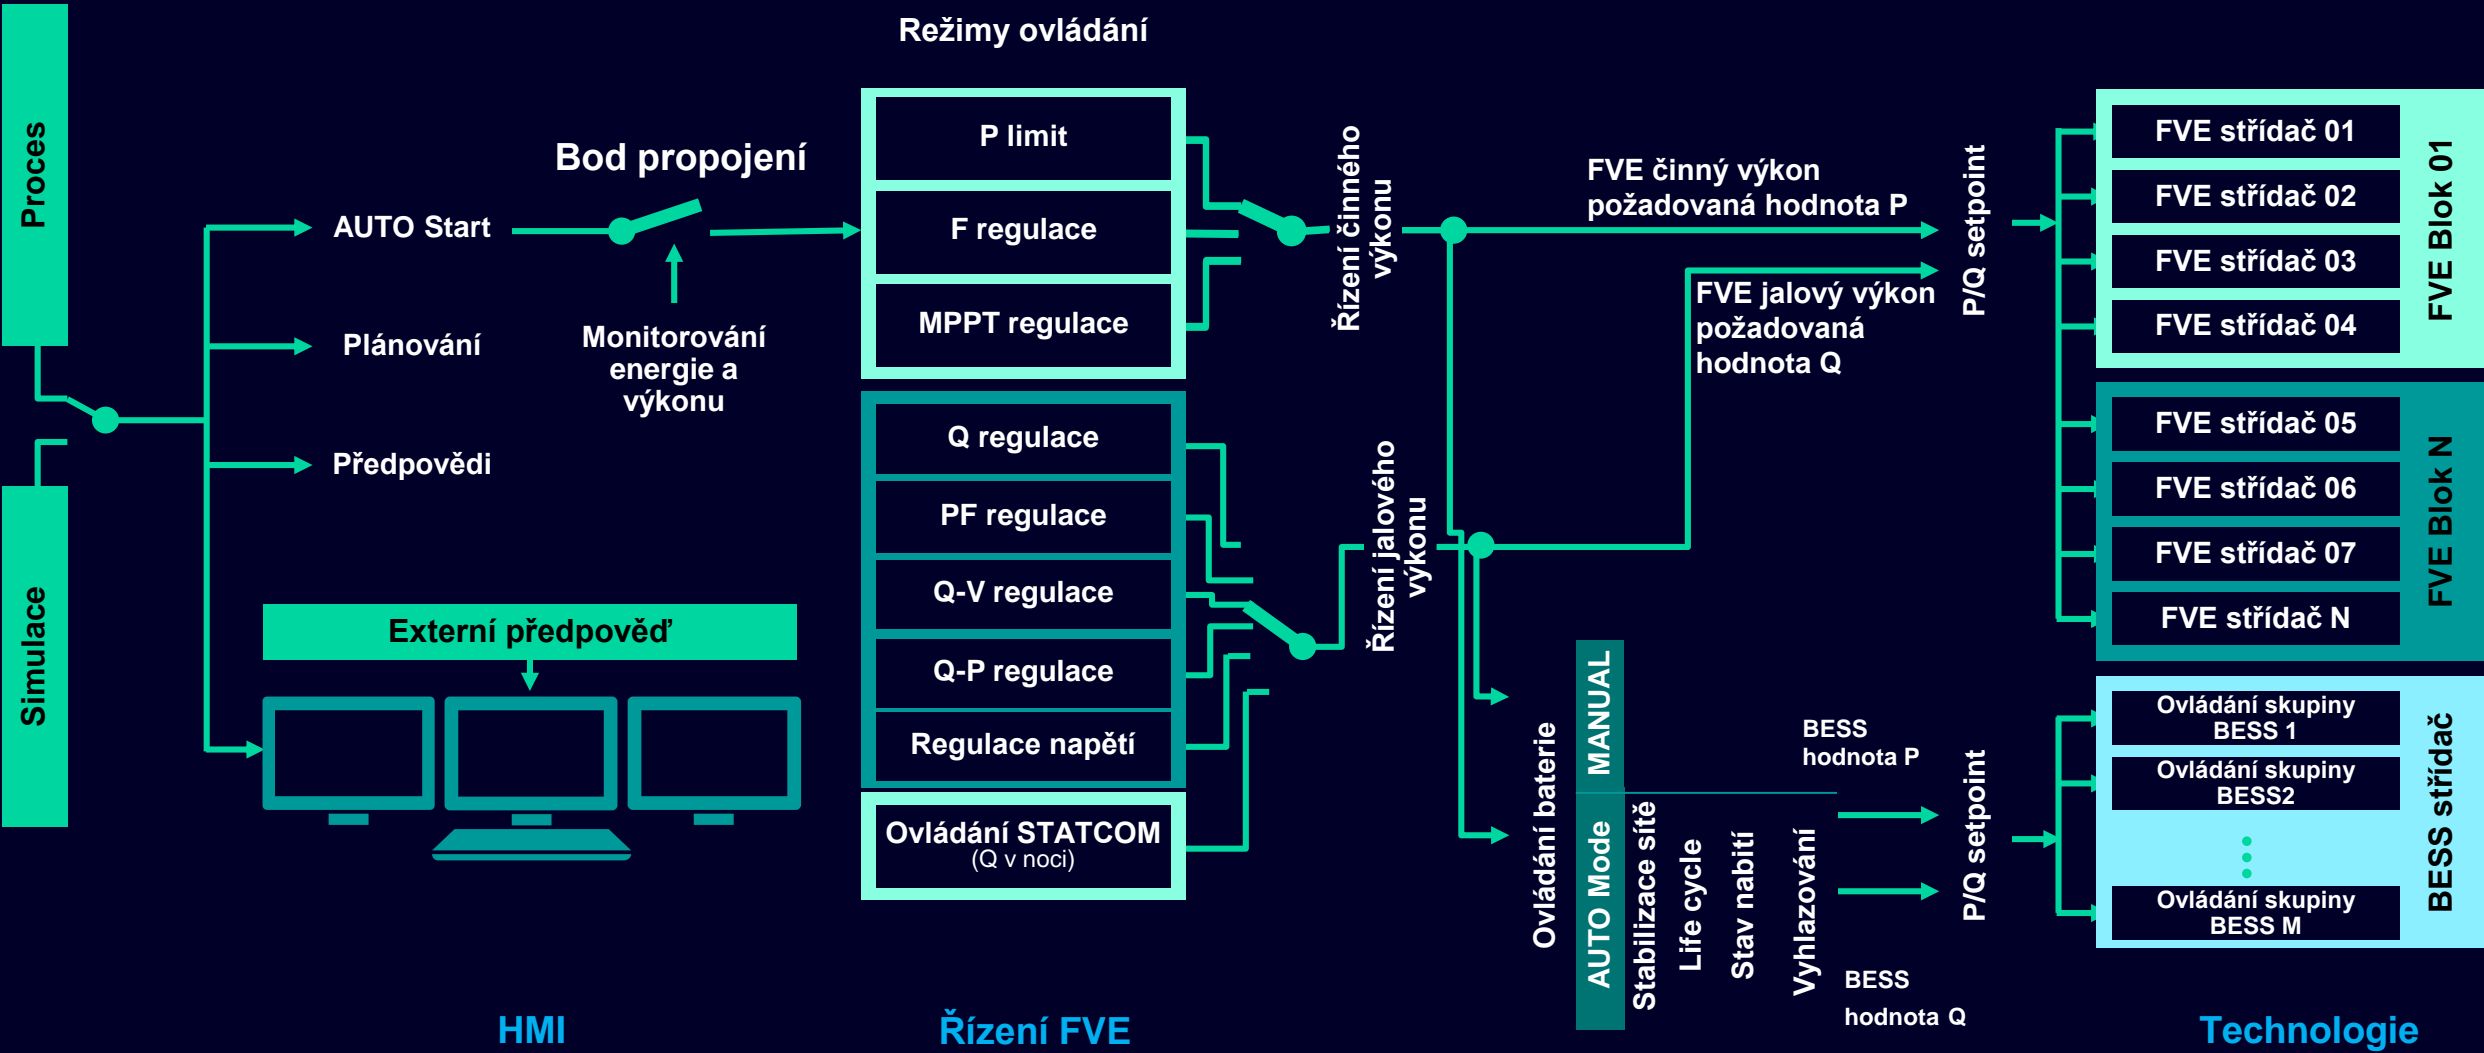 Režimy ovládání
Proces
Simulace
AUTO Start
Plánování
Předpovědi
Bod propojení
Monitorování
energie a
výkonu
Externí předpověď
P limit
F regulace
MPPT regulace
Q regulace
PF regulace
Q-V regulace
Q-P regulace
Regulace napětí
Ovládání STATCOM
(Q v noci)
Řízení činného
výkonu
Řízení jalového
výkonu
FVE činný výkon
požadovaná hodnota P
FVE jalový výkon
požadovaná
hodnota Q
P/Q setpoint
FVE střídač 01
FVE střídač 02
FVE střídač 03
FVE střídač 04
FVE Blok 01
FVE střídač 05
FVE střídač 06
FVE střídač 07
FVE střídač N
FVE Blok N
Ovládání baterie
MANUAL
AUTO Mode
Stabilizace sítě
Life cycle
Stav nabití
Vyhlazování
BESS
hodnota P
BESS
hodnota Q
P/Q setpoint
Ovládání skupiny
BESS 1
Ovládání skupiny
BESS2
Ovládání skupiny
BESS M
BESS střídač
HMI
Řízení FVE
Technologie